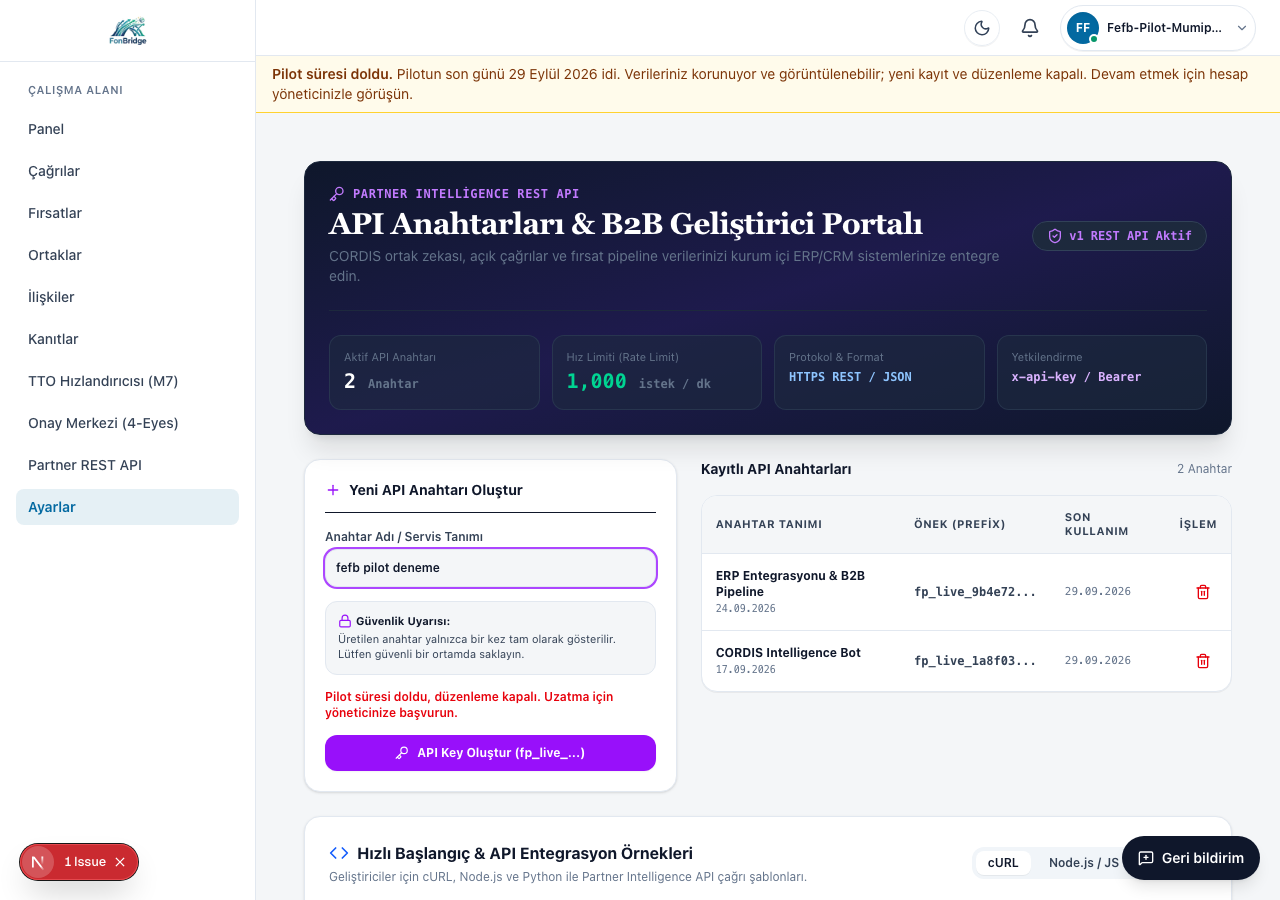 FonBridge
FF
Fefb-Pilot-Mumip...
Pilot süresi doldu. Pilotun son günü 29 Eylül 2026 idi. Verileriniz korunuyor ve görüntülenebilir; yeni kayıt ve düzenleme kapalı. Devam etmek için hesap
yöneticinizle görüşün.
ÇALIŞMA ALANI
Panel
Çağrılar
Fırsatlar
Ortaklar
İlişkiler
Kanıtlar
TTO Hızlandırıcısı (M7)
Onay Merkezi (4-Eyes)
Partner REST API
Ayarlar
PARTNER INTELLİGENCE REST API
API Anahtarları & B2B Geliştirici Portalı
CORDIS ortak zekası, açık çağrılar ve fırsat pipeline verilerinizi kurum içi ERP/CRM sistemlerinize entegre
edin.
v1 REST API Aktif
Aktif API Anahtarı
2 Anahtar
Hız Limiti (Rate Limit)
1,000 istek / dk
Protokol & Format
HTTPS REST / JSON
Yetkilendirme
x-api-key / Bearer
Yeni API Anahtarı Oluştur
Anahtar Adı / Servis Tanımı
fefb pilot deneme
Güvenlik Uyarısı:
Üretilen anahtar yalnızca bir kez tam olarak gösterilir.
Lütfen güvenli bir ortamda saklayın.
Pilot süresi doldu, düzenleme kapalı. Uzatma için
yöneticinize başvurun.
API Key Oluştur (fp_live_...)
Kayıtlı API Anahtarları
2 Anahtar
ANAHTAR TANIMI
ÖNEK (PREFİX)
SON
KULLANIM
İŞLEM
ERP Entegrasyonu & B2B
Pipeline
24.09.2026
fp_live_9b4e72...
29.09.2026
CORDIS Intelligence Bot
17.09.2026
fp_live_1a8f03...
29.09.2026
Hızlı Başlangıç & API Entegrasyon Örnekleri
Geliştiriciler için cURL, Node.js ve Python ile Partner Intelligence API çağrı şablonları.
cURL
Node.js / JS
Geri bildirim
N
1 Issue